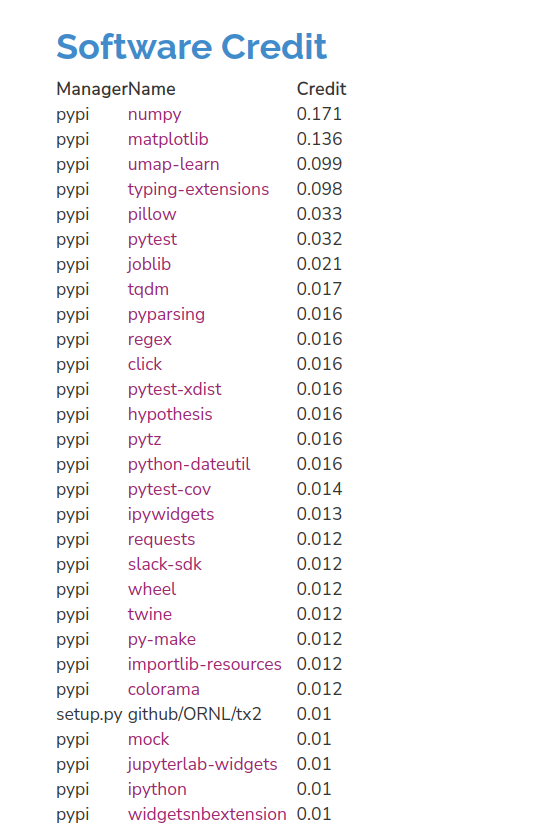 Software Credit
ManagerName Credit
pypi numpy 0.171
pypi matplotlib 0.136
pypi umap-learn 0.099
pypi typing-extensions 0.098
pypi pillow 0.033
pypi pytest 0.032
pypi joblib 0.021
pypi tqdm 0.017
pypi pyparsing 0.016
pypi regex 0.016
pypi click 0.016
pypi pytest-xdist 0.016
pypi hypothesis 0.016
pypi pytz 0.016
pypi python-dateutil 0.016
pypi pytest-cov 0.014
pypi ipywidgets 0.013
pypi requests 0.012
pypi slack-sdk 0.012
pypi wheel 0.012
pypi twine 0.012
pypi py-make 0.012
pypi importlib-resources 0.012
pypi colorama 0.012
setup.py github/ORNL/tx2 0.01
pypi mock 0.01
pypi jupyterlab-widgets 0.01
pypi ipython 0.01
pypi widgetsnbextension 0.01